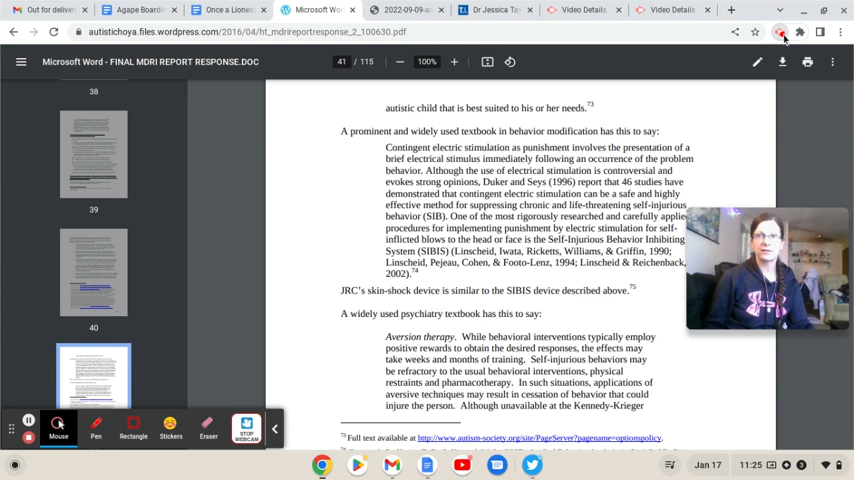 Out for delivery
Agape Boardin
Once a Lioness
Microsoft Wor
2022-09-09-a
Dr Jessica Tay
Video Details
Video Details
autistichoya.files.wordpress.com/2016/04/ht_mdrireportresponse_2_100630.pdf
Microsoft Word - FINAL MDRI REPORT RESPONSE.DOC
41 / 115
100%
38
39
40
autistic child that is best suited to his or her needs.73
A prominent and widely used textbook in behavior modification has this to say:
Contingent electric stimulation as punishment involves the presentation of a
brief electrical stimulus immediately following an occurrence of the problem
behavior. Although the use of electrical stimulation is controversial and
evokes strong opinions, Duker and Seys (1996) report that 46 studies have
demonstrated that contingent electric stimulation can be a safe and highly
effective method for suppressing chronic and life-threatening self-injurious
behavior (SIB). One of the most rigorously researched and carefully applie
procedures for implementing punishment by electric stimulation for self-
inflicted blows to the head or face is the Self-Injurious Behavior Inhibiting
System (SIBIS) (Linscheid, Iwata, Ricketts, Williams, & Griffin, 1990;
Linscheid, Pejeau, Cohen, & Footo-Lenz, 1994; Linscheid & Reichenback,
2002).74
JRC's skin-shock device is similar to the SIBIS device described above.75
A widely used psychiatry textbook has this to say:
Aversion therapy. While behavioral interventions typically employ
positive rewards to obtain the desired responses, the effects may
take weeks and months of training. Self-injurious behaviors may
be refractory to the usual behavioral interventions, physical
restraints and pharmacotherapy. In such situations, applications of
aversive techniques may result in cessation of behavior that could
injure the person. Although unavailable at the Kennedy-Krieger
73 Full text available at http://www.autism-society.org/site/PageServer?pagename=optionspolicy.
UNDER ARMOUR
Mouse
Pen
Rectangle
Stickers
Eraser
STOP
WEBCAM
Jan 17
11:25
3